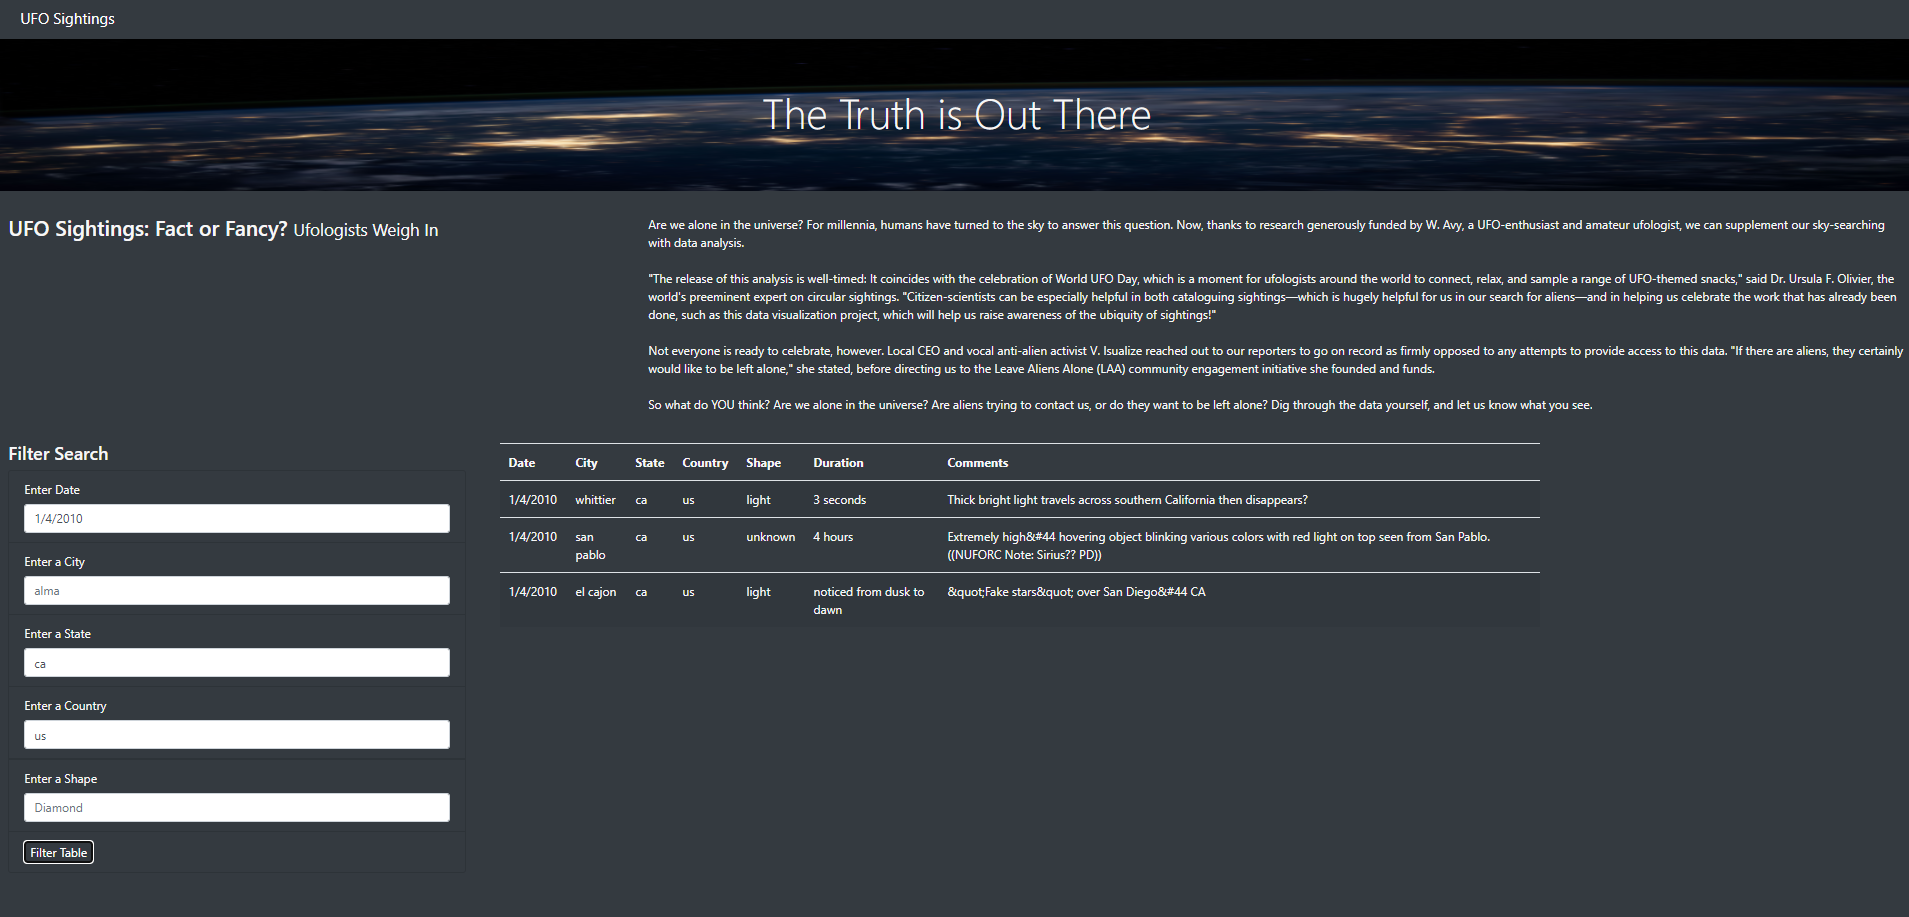 UFO Sightings
The Truth is Out There
UFO Sightings: Fact or Fancy? Ufologists Weigh In
Are we alone in the universe? For millennia, humans have turned to the sky to answer this question. Now, thanks to research generously funded by W. Avy, a UFO-enthusiast and amateur ufologist, we can supplement our sky-searching
with data analysis.
"The release of this analysis is well-timed: It coincides with the celebration of World UFO Day, which is a moment for ufologists around the world to connect, relax, and sample a range of UFO-themed snacks," said Dr. Ursula F. Olivier, the
world's preeminent expert on circular sightings. "Citizen-scientists can be especially helpful in both cataloguing sightings—which is hugely helpful for us in our search for aliens—and in helping us celebrate the work that has already been
done, such as this data visualization project, which will help us raise awareness of the ubiquity of sightings!"
Not everyone is ready to celebrate, however. Local CEO and vocal anti-alien activist V. Isualize reached out to our reporters to go on record as firmly opposed to any attempts to provide access to this data. "If there are aliens, they certainly
would like to be left alone," she stated, before directing us to the Leave Aliens Alone (LAA) community engagement initiative she founded and funds.
So what do YOU think? Are we alone in the universe? Are aliens trying to contact us, or do they want to be left alone? Dig through the data yourself, and let us know what you see.
Filter Search
Enter Date
1/4/2010
Enter a City
alma
Enter a State
ca
Enter a Country
us
Enter a Shape
Diamond
Filter Table
Date City State Country Shape Duration Comments
1/4/2010 whittier ca us light 3 seconds Thick bright light travels across southern California then disappears?
1/4/2010 san ca us unknown 4 hours Extremely high&#44 hovering object blinking various colors with red light on top seen from San Pablo.
pablo ((NUFORC Note: Sirius?? PD))
1/4/2010 el cajon ca us light noticed from dusk to &quot;Fake stars&quot; over San Diego&#44 CA
dawn